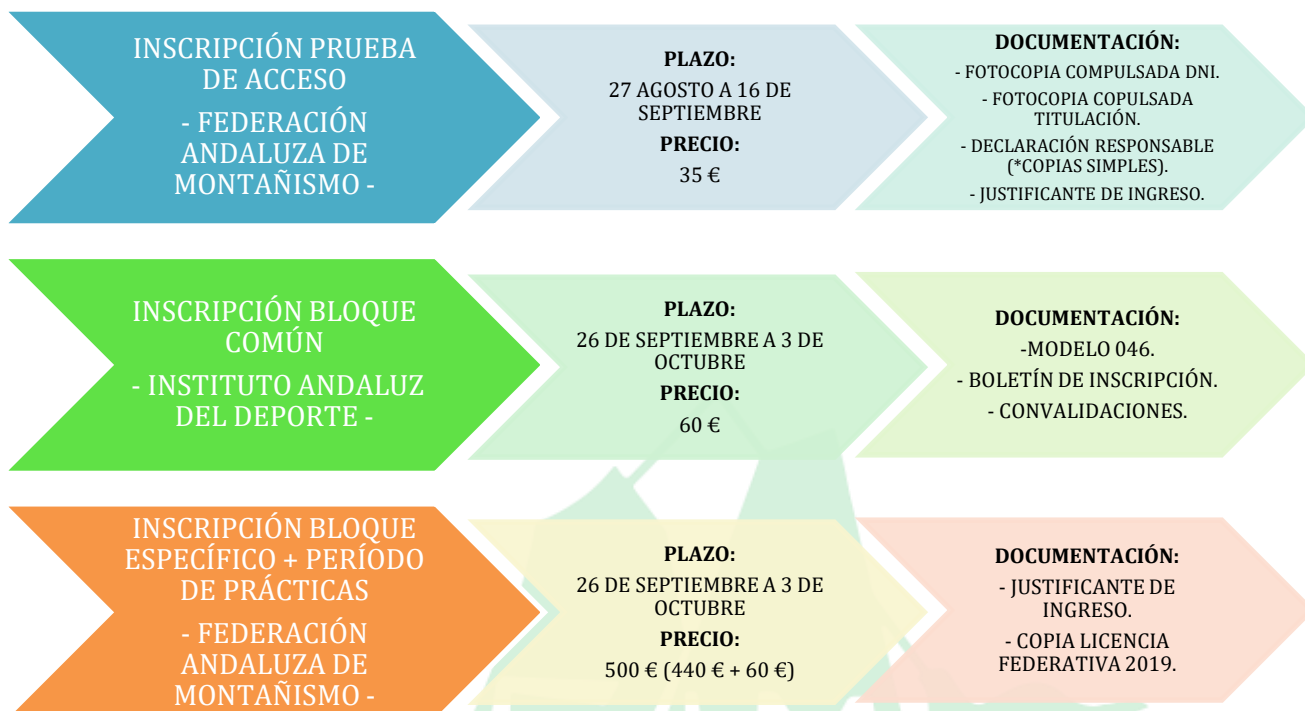 INSCRIPCIÓN PRUEBA
DE ACCESO
- FEDERACIÓN
ANDALUZA DE
MONTAÑISMO -
PLAZO:
27 AGOSTO A 16 DE
SEPTIEMBRE
PRECIO:
35 €
DOCUMENTACIÓN:
- FOTOCOPIA COMPULSADA DNI.
- FOTOCOPIA COPULSADA
TITULACIÓN.
- DECLARACIÓN RESPONSABLE
(*COPIAS SIMPLES).
- JUSTIFICANTE DE INGRESO.
INSCRIPCIÓN BLOQUE
COMÚN
- INSTITUTO ANDALUZ
DEL DEPORTE -
PLAZO:
26 DE SEPTIEMBRE A 3 DE
OCTUBRE
PRECIO:
60 €
DOCUMENTACIÓN:
-MODELO 046.
- BOLETÍN DE INSCRIPCIÓN.
- CONVALIDACIONES.
INSCRIPCIÓN BLOQUE
ESPECÍFICO + PERÍODO
DE PRÁCTICAS
- FEDERACIÓN
ANDALUZA DE
MONTAÑISMO -
PLAZO:
26 DE SEPTIEMBRE A 3 DE
OCTUBRE
PRECIO:
500 € (440 € + 60 €)
DOCUMENTACIÓN:
- JUSTIFICANTE DE
INGRESO.
- COPIA LICENCIA
FEDERATIVA 2019.